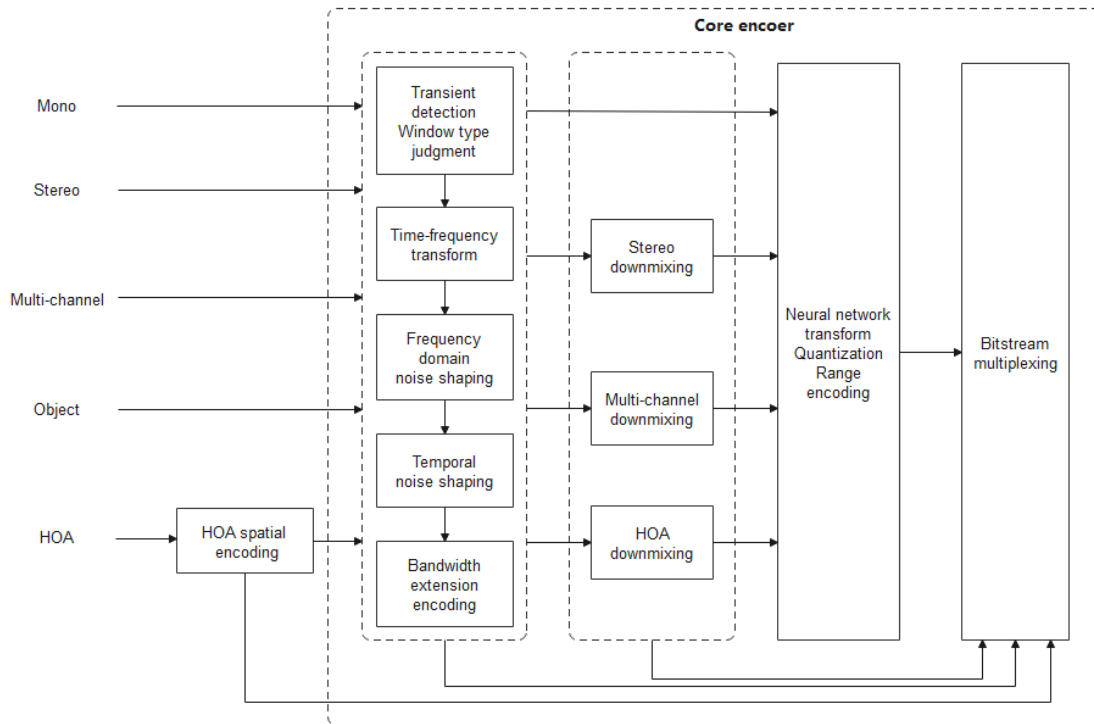 Core encoer
Mono
Stereo
Multi-channel
Object
HOA
HOA spatial
encoding
Transient
detection
Window type
judgment
Time-frequency
transform
Frequency
domain
noise shaping
Temporal
noise shaping
Bandwidth
extension
encoding
Stereo
downmixing
Multi-channel
downmixing
HOA
downmixing
Neural network
transform
Quantization
Range
encoding
Bitstream
multiplexing